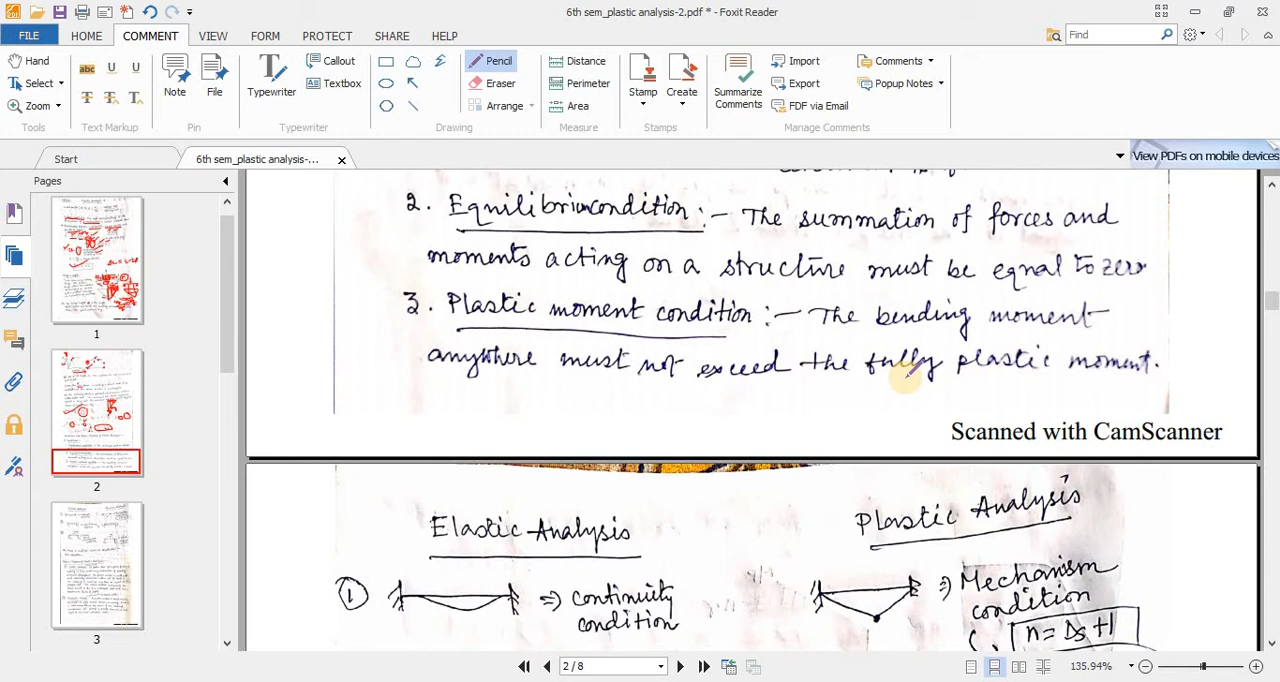 6th sem_plastic analysis-2.pdf * - Foxit Reader
FILE HOME COMMENT VIEW FORM PROTECT SHARE HELP Find
Hand Select Zoom Tools
abc U U T T T Text Markup
Note File Pin
Typewriter Callout Textbox Typewriter
Pencil Eraser Arrange Drawing
Distance Perimeter Area Measure
Stamp Create Stamps
Summarize Comments Import Export FDF via Email Comments Popup Notes Manage Comments
Start 6th sem_plastic analysis-... View PDFs on mobile devices
Pages
1
2
3
2. Equilibrium condition :- The summation of forces and
moments acting on a structure must be equal to zero
3. Plastic moment condition :- The bending moment
anywhere must not exceed the fully plastic moment.
Scanned with CamScanner
Elastic Analysis Plastic Analysis
1 => continuity condition => Mechanism condition
n = Ds + 1
2 / 8 135.94%